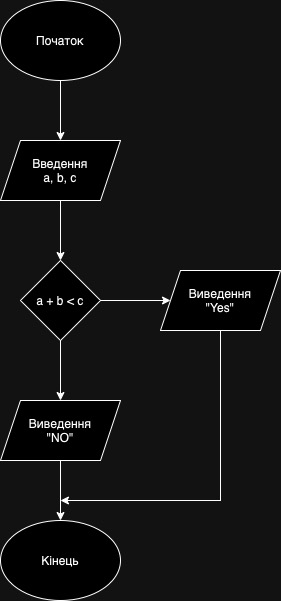 Початок
Введення
a, b, c
a + b < c
Виведення
"Yes"
Виведення
"NO"
Кінець